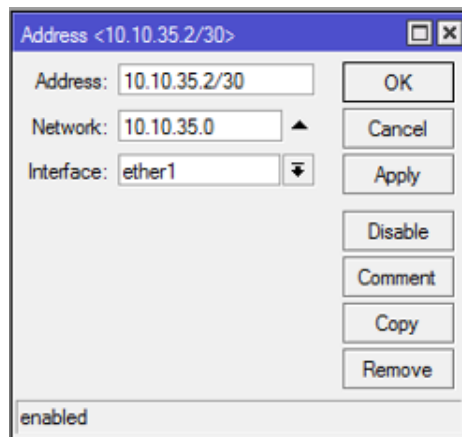 Address <10.10.35.2/30>
Address: 10.10.35.2/30
OK
Network: 10.10.35.0
Cancel
Interface: ether1
Apply
Disable
Comment
Copy
Remove
enabled